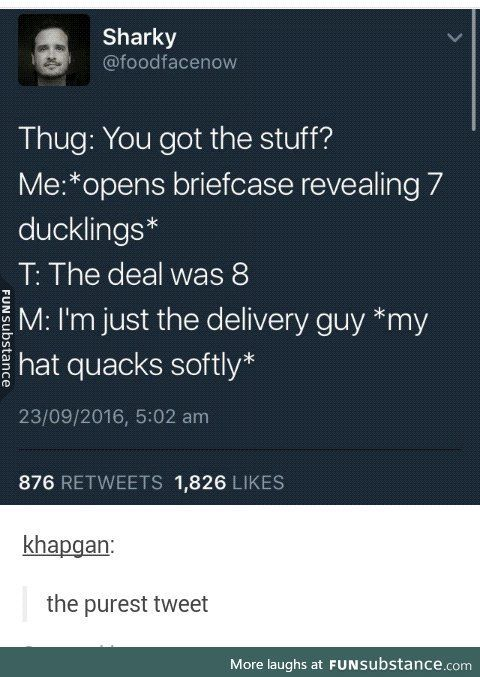 Sharky
@foodfacenow
Thug: You got the stuff?
Me:*opens briefcase revealing 7
ducklings*
T: The deal was 8
M: I'm just the delivery guy *my
hat quacks softly*
23/09/2016, 5:02 am
876 RETWEETS 1,826 LIKES
khapgan:
the purest tweet
FUNsubstance
More laughs at FUNsubstance.com